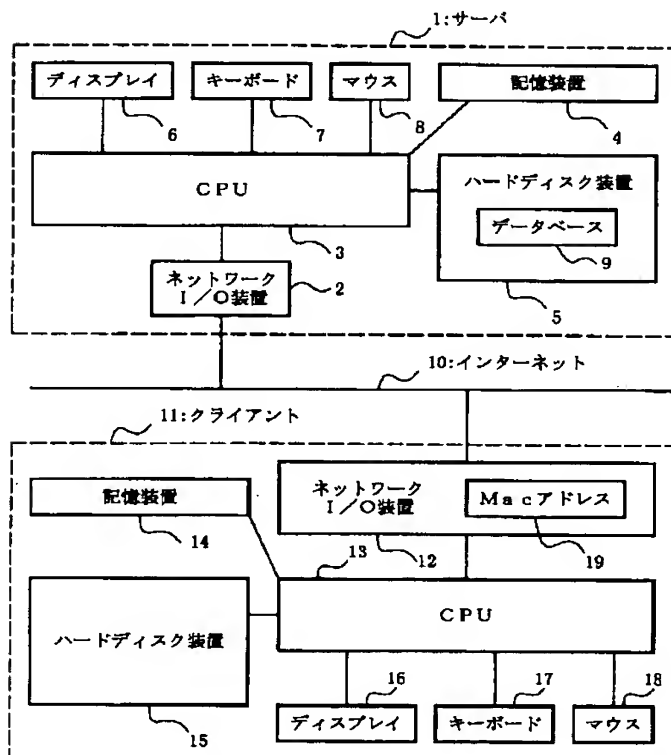 1:サーバ
ディスプレイ
キーボード
マウス
記憶装置
6
7
8
4
CPU
ハードディスク装置
データベース
3
9
ネットワーク
I/O装置
2
5
10:インターネット
11:クライアント
記憶装置
ネットワーク
I/O装置
Macアドレス
14
13
12
19
CPU
ハードディスク装置
16
17
18
15
ディスプレイ
キーボード
マウス